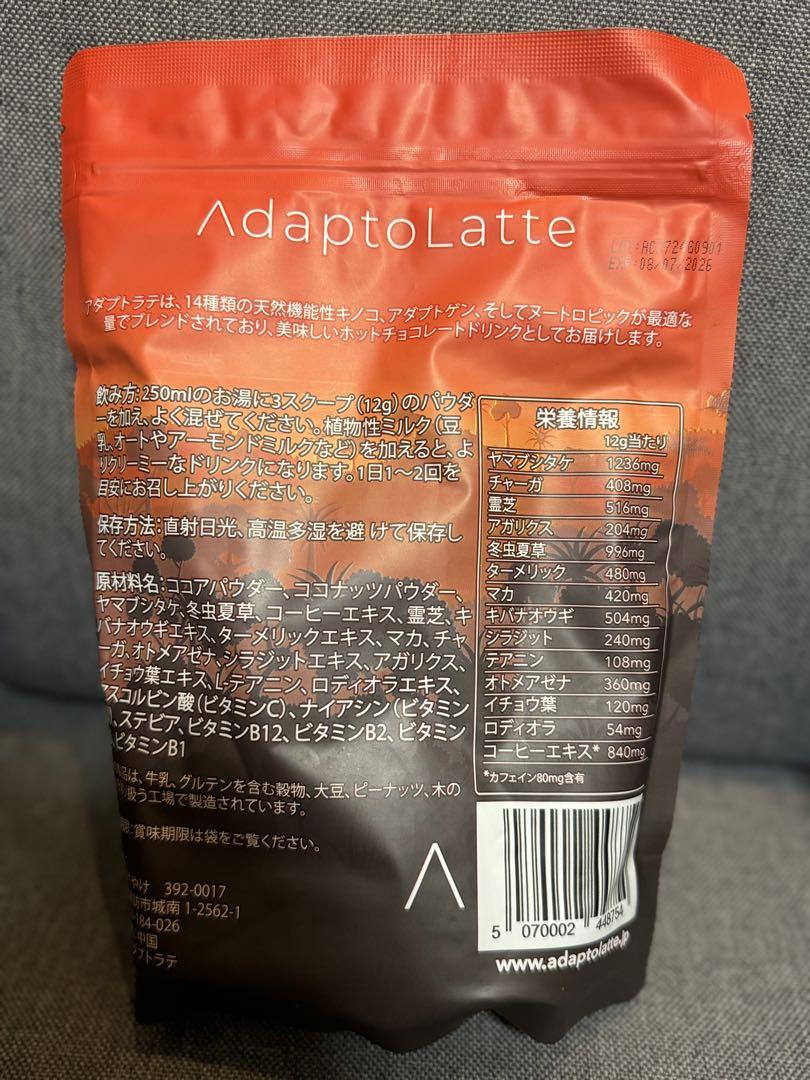 AdaptoLatte
LOT:AC 72460901
EXP:08/07/2026
アダプトラテは、14種類の天然機能性キノコ、アダプトゲン、そしてヌートロピックが最適な
量でブレンドされており、美味しいホットチョコレートドリンクとしてお届けします。
飲み方:250mlのお湯に3スクープ(12g)のパウダ
ーを加え、よく混ぜてください。植物性ミルク(豆
乳、オートやアーモンドミルクなど)を加えると、よ
りクリーミーなドリンクになります。1日1〜2回を
目安にお召し上がりください。
保存方法:直射日光、高温多湿を避 けて保存し
てください。
原材料名:ココアパウダー、ココナッツパウダー、
ヤマブシタケ、冬虫夏草、コーヒーエキス、霊芝、キ
バナオウギエキス、ターメリックエキス、マカ、チャ
ーガ、オトメアゼナ、シラジットエキス、アガリクス、
イチョウ葉エキス、L-テアニン、ロディオラエキス、
アスコルビン酸(ビタミンC)、ナイアシン(ビタミン
、ステビア、ビタミンB12、ビタミンB2、ビタミン
、ビタミンB1
品は、牛乳、グルテンを含む穀物、大豆、ピーナッツ、木の
り扱う工場で製造されています。
限:賞味期限は袋をご覧ください。
やけ 392-0017
訪市城南 1-2562-1
-184-026
中国
プトラテ
栄養情報
12g当たり
ヤマブシタケ 1236mg
チャーガ 408mg
霊芝 516mg
アガリクス 204mg
冬虫夏草 996mg
ターメリック 480mg
マカ 420mg
キバナオウギ 504mg
シラジット 240mg
テアニン 108mg
オトメアゼナ 360mg
イチョウ葉 120mg
ロディオラ 54mg
コーヒーエキス* 840mg
*カフェイン80mg含有
5 070002 448754
www.adaptolatte.jp